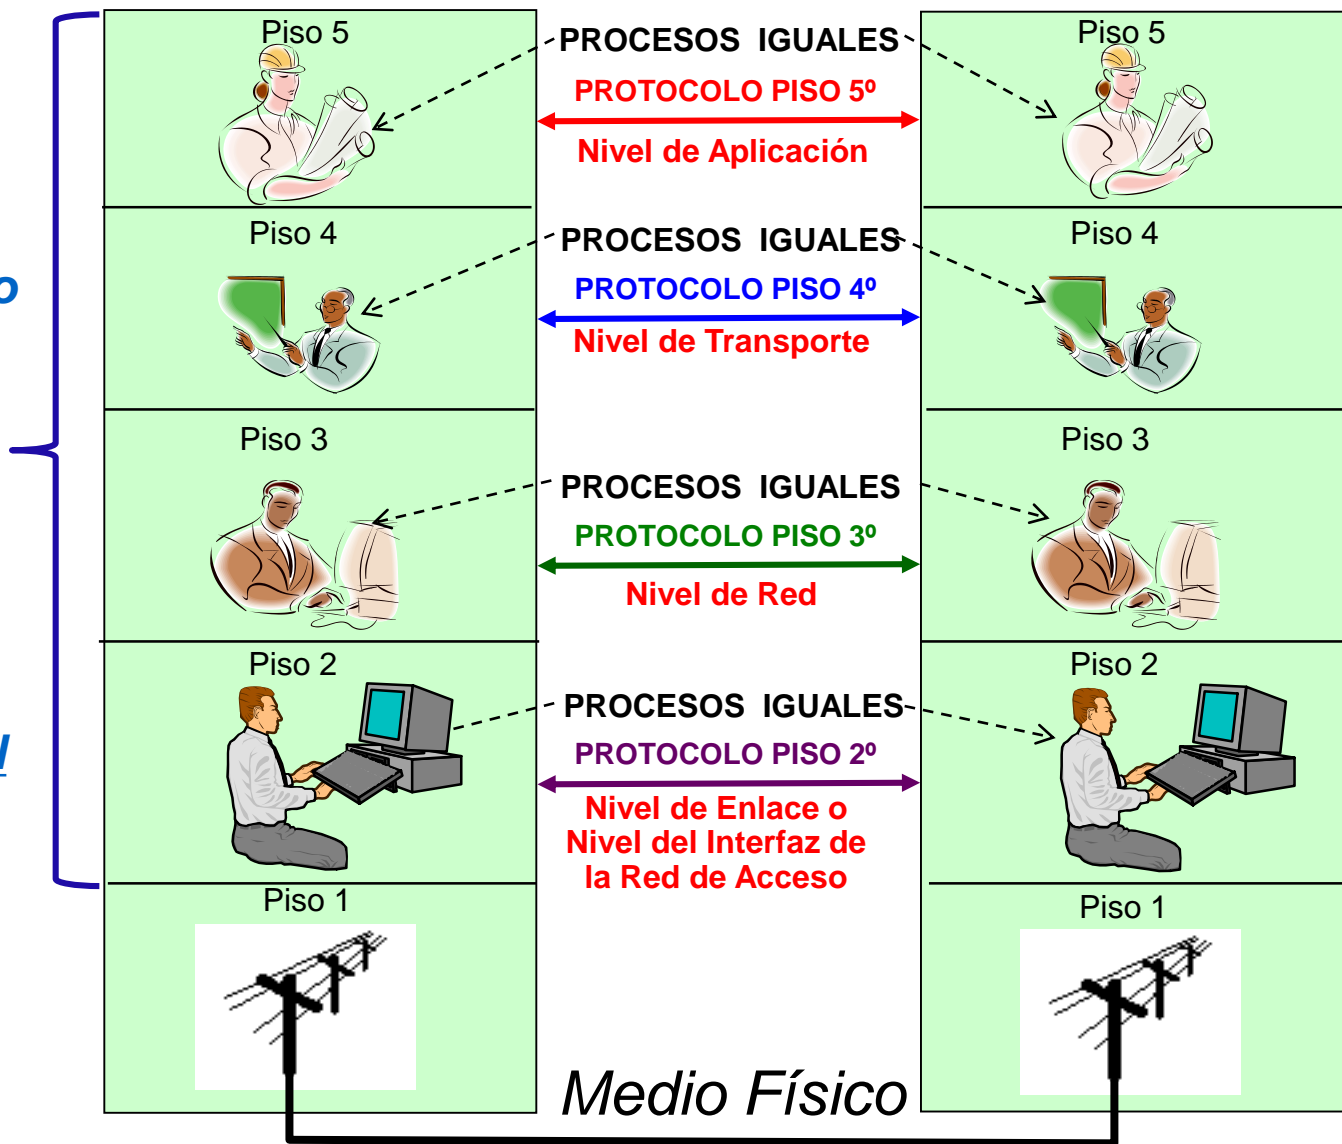 Piso 5
PROCESOS IGUALES
Piso 5
PROTOCOLO PISO 5º
Nivel de Aplicación
Piso 4
PROCESOS IGUALES
Piso 4
PROTOCOLO PISO 4º
Nivel de Transporte
Piso 3
PROCESOS IGUALES
Piso 3
PROTOCOLO PISO 3º
Nivel de Red
Piso 2
PROCESOS IGUALES
Piso 2
PROTOCOLO PISO 2º
Nivel de Enlace o
Nivel del Interfaz de
la Red de Acceso
Piso 1
Piso 1
Medio Físico